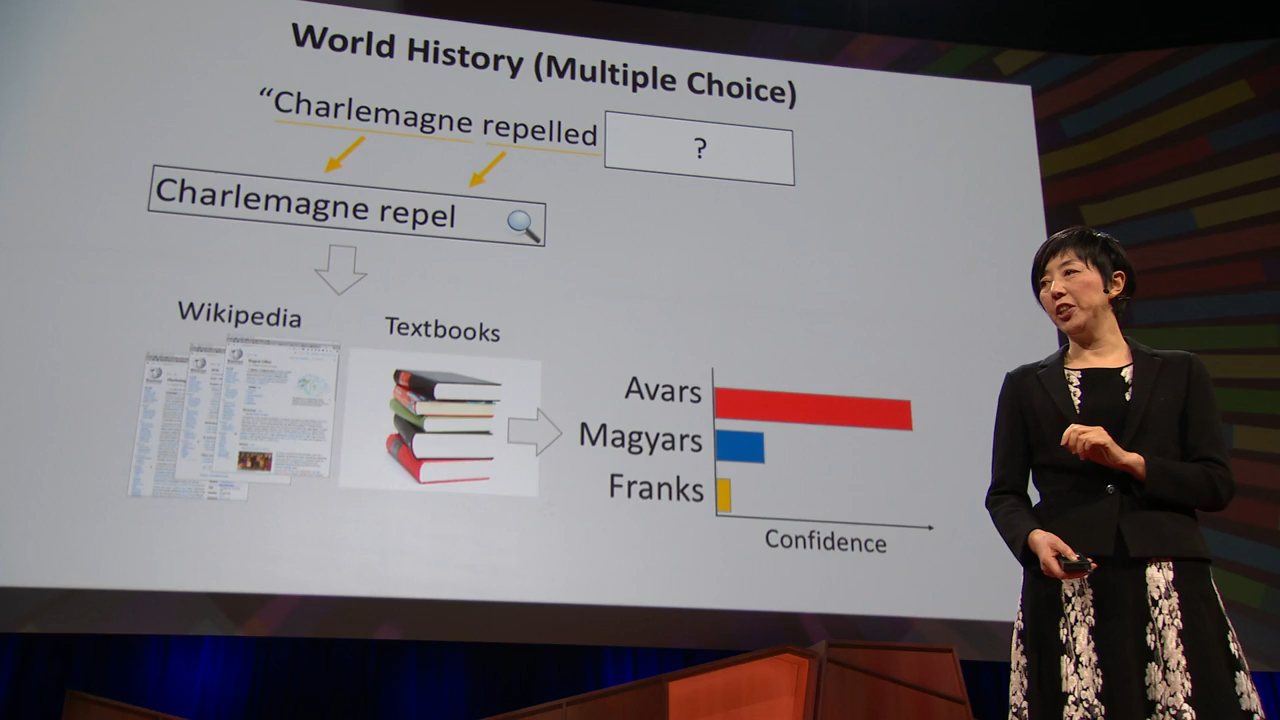 World History (Multiple Choice)
“Charlemagne repelled
?
Charlemagne repel
Wikipedia
Textbooks
Avars
Magyars
Franks
Confidence